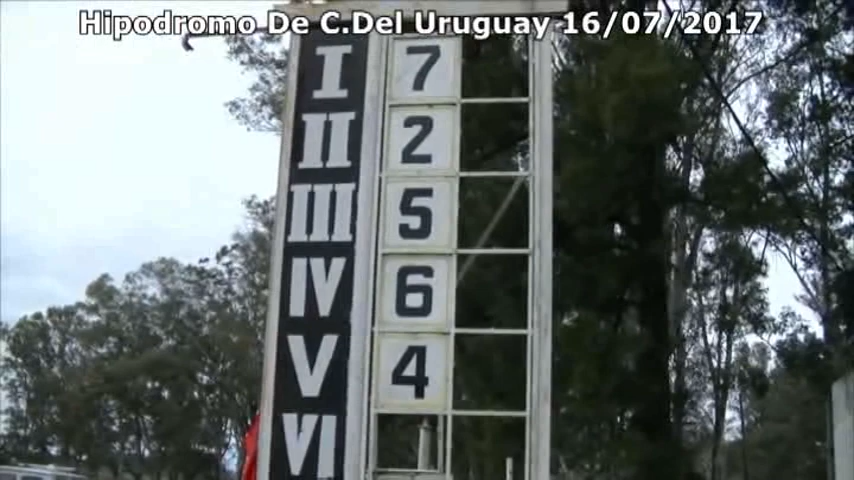 Hipodromo De C.Del Uruguay 16/07/2017
I 7
II 2
III 5
IV 6
V 4
VI